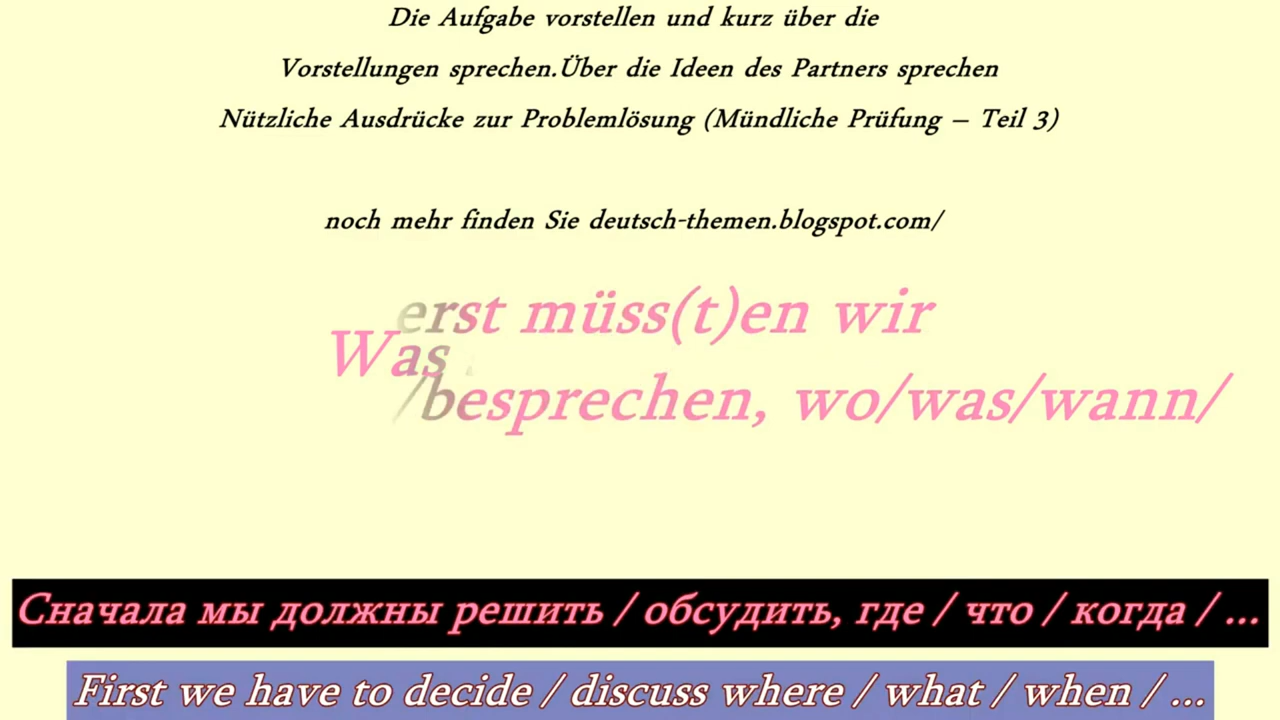 Die Aufgabe vorstellen und kurz über die
Vorstellungen sprechen.Über die Ideen des Partners sprechen
Nützliche Ausdrücke zur Problemlösung (Mündliche Prüfung – Teil 3)
noch mehr finden Sie deutsch-themen.blogspot.com/
erst müss(t)en wir
Was
/besprechen, wo/was/wann/
Сначала мы должны решить / обсудить, где / что / когда / ...
First we have to decide / discuss where / what / when / ...